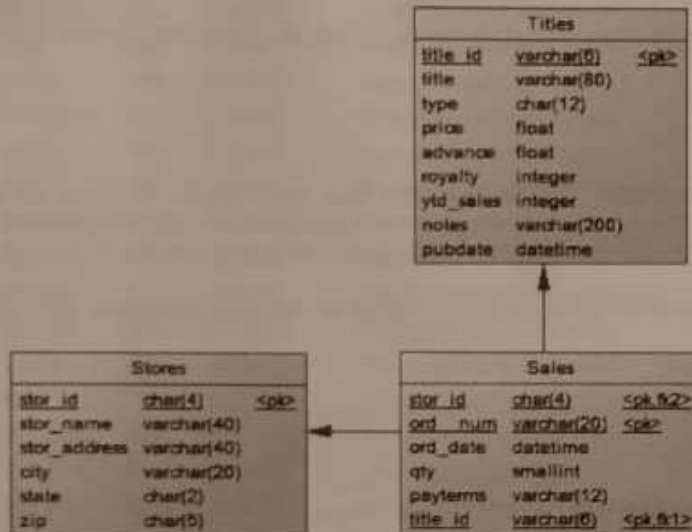 Titles
title_id varchar(6) <pk>
title varchar(80)
type char(12)
price float
advance float
royalty integer
ytd_sales integer
notes varchar(200)
pubdate datetime
Stores
stor_id char(4) <pk>
stor_name varchar(40)
stor_address varchar(40)
city varchar(20)
state char(2)
zip char(5)
Sales
stor_id char(4) <pk,fk2>
ord_num varchar(20) <pk>
ord_date datetime
qty smallint
payterms varchar(12)
title_id varchar(6) <pk,fk1>